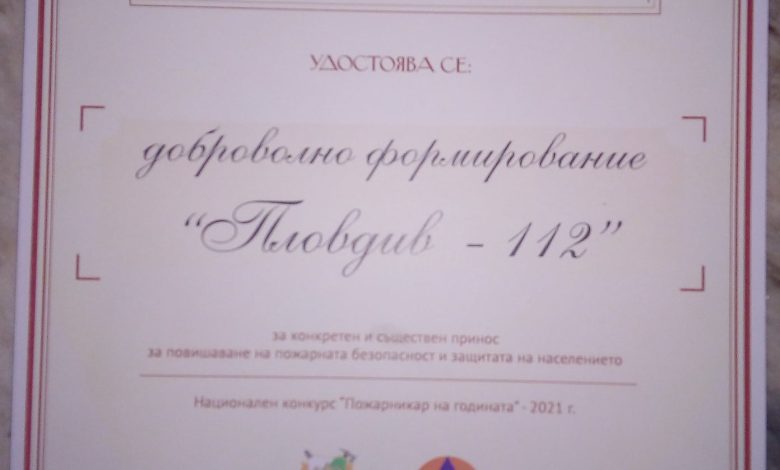 УДОСТОЯВА СЕ:
доброволно формирование
“Пловдив - 112”
за конкретен и съществен принос
за повишаване на пожарната безопасност и защитата на населението
Национален конкурс "Пожарникар на годината" - 2021 г.